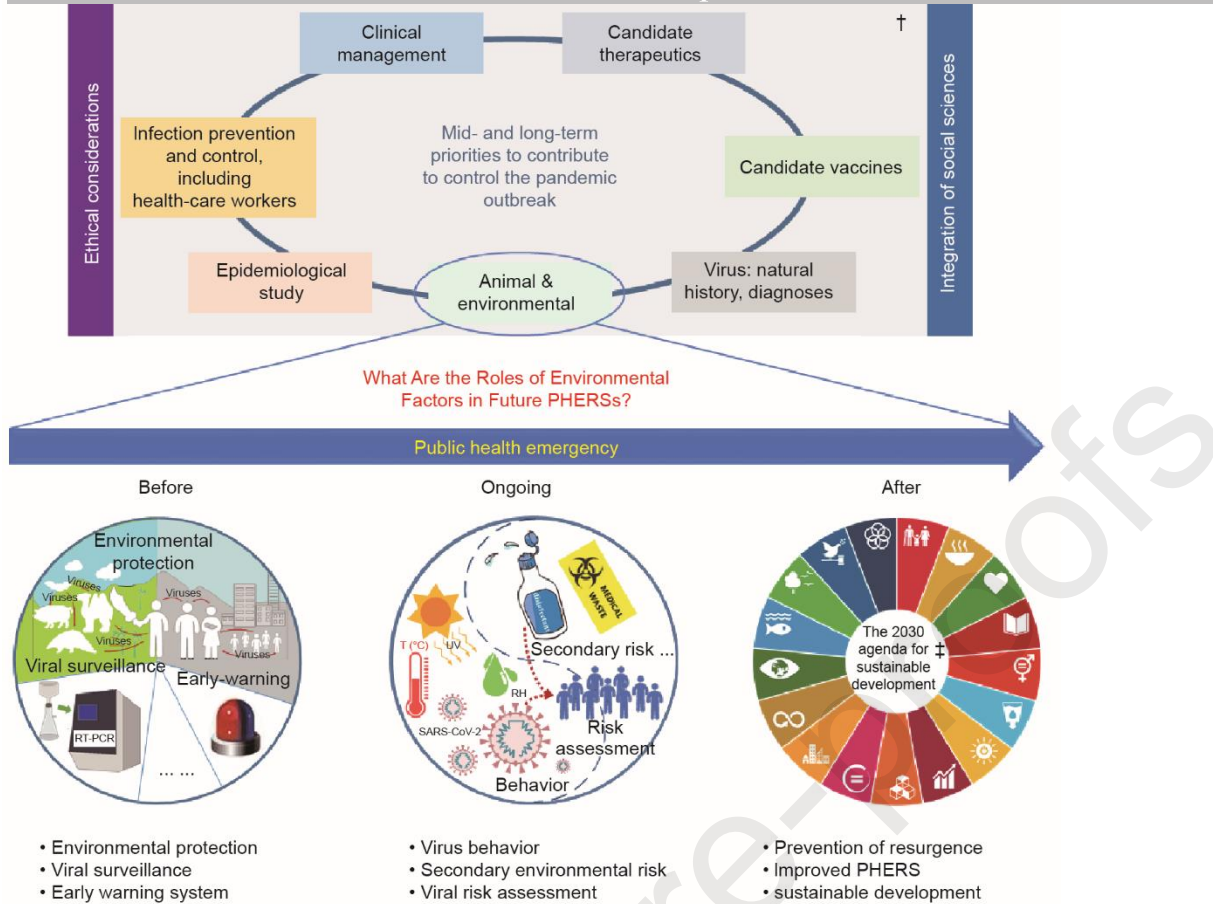 †
Clinical
management
Candidate
therapeutics
Ethical considerations
Infection prevention
and control,
including
health-care workers
Mid- and long-term
priorities to contribute
to control the pandemic
outbreak
Candidate vaccines
Integration of social sciences
Epidemiological
study
Animal &
environmental
Virus: natural
history, diagnoses
What Are the Roles of Environmental
Factors in Future PHERSs?
Public health emergency
Before
Ongoing
After
Environmental
protection
Viruses
Viruses
Viruses
Viruses
Viruses
Viral surveillance
Early-warning
RT-PCR
... ...
MEDICAL
WASTE
T (°C)
UV
Secondary risk ...
RH
SARS-CoV-2
Risk
assessment
Behavior
The 2030
agenda for ‡
sustainable
development
• Environmental protection
• Viral surveillance
• Early warning system
• Virus behavior
• Secondary environmental risk
• Viral risk assessment
• Prevention of resurgence
• Improved PHERS
• sustainable development